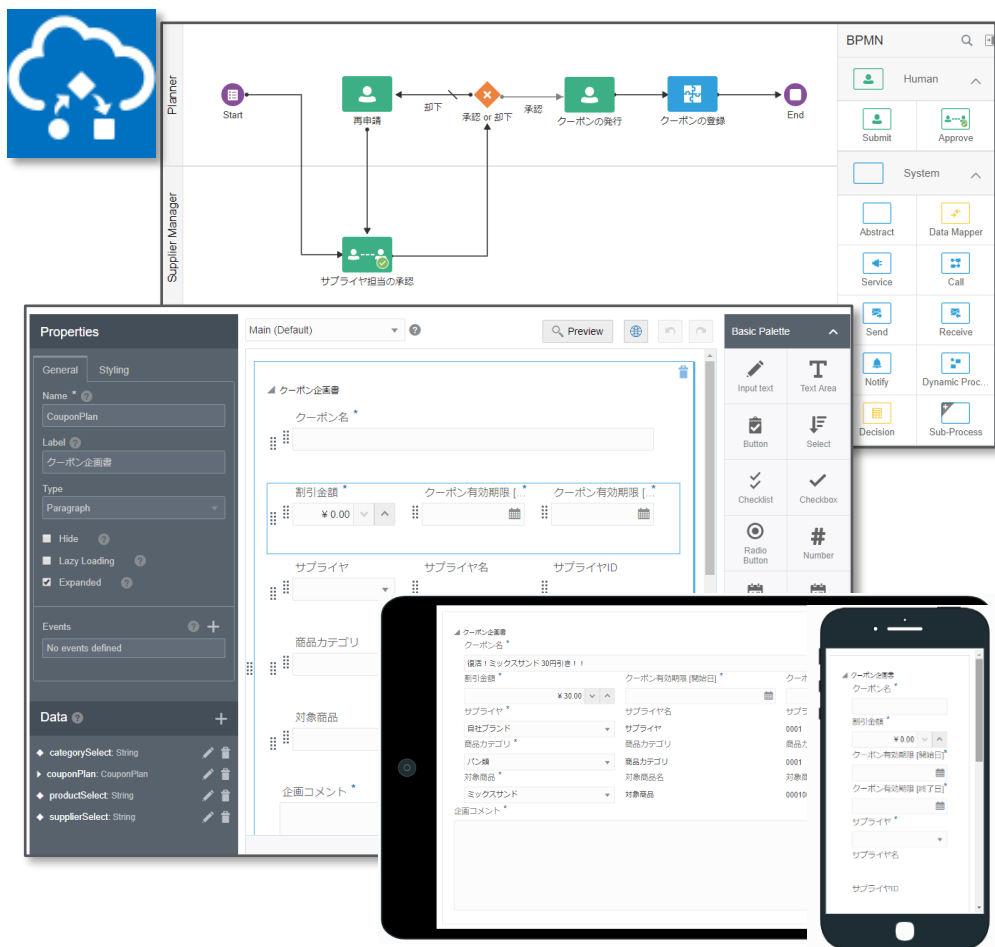 Planner
Start
再申請
却下
承認 or 却下
承認
クーポンの発行
クーポンの登録
End
Supplier Manager
サプライヤ担当の承認
BPMN
Human
Submit
Approve
System
Abstract
Data Mapper
Service
Call
Send
Receive
Notify
Dynamic Proc...
Decision
Sub-Process
Properties
General
Styling
Name *
CouponPlan
Label
クーポン企画書
Type
Paragraph
Hide
Lazy Loading
Expanded
Events
No events defined
Data
categorySelect: String
couponPlan: CouponPlan
productSelect: String
supplierSelect: String
Main (Default)
Preview
クーポン企画書
クーポン名 *
割引金額 *
クーポン有効期限 [... *
クーポン有効期限 [... *
¥ 0.00
サプライヤ
サプライヤ名
サプライヤID
商品カテゴリ
対象商品
企画コメント *
Basic Palette
Input text
Text Area
Button
Select
Checklist
Checkbox
Radio Button
Number
クーポン企画書
クーポン名 *
復活！ミックスサンド 30円引き！！
割引金額 *
クーポン有効期限 [開始日] *
クーポ
¥ 30.00
サプライヤ *
サプライヤ名
サプラ
自社ブランド
サプライヤ
0001
商品カテゴリ *
商品カテゴリ
商品カ
パン類
商品カテゴリ
0001
対象商品 *
対象商品名
対象商
ミックスサンド
対象商品
00010
企画コメント *
クーポン企画書
クーポン名 *
割引金額 *
¥ 0.00
クーポン有効期限 [開始日] *
クーポン有効期限 [終了日] *
サプライヤ *
サプライヤ名
サプライヤID